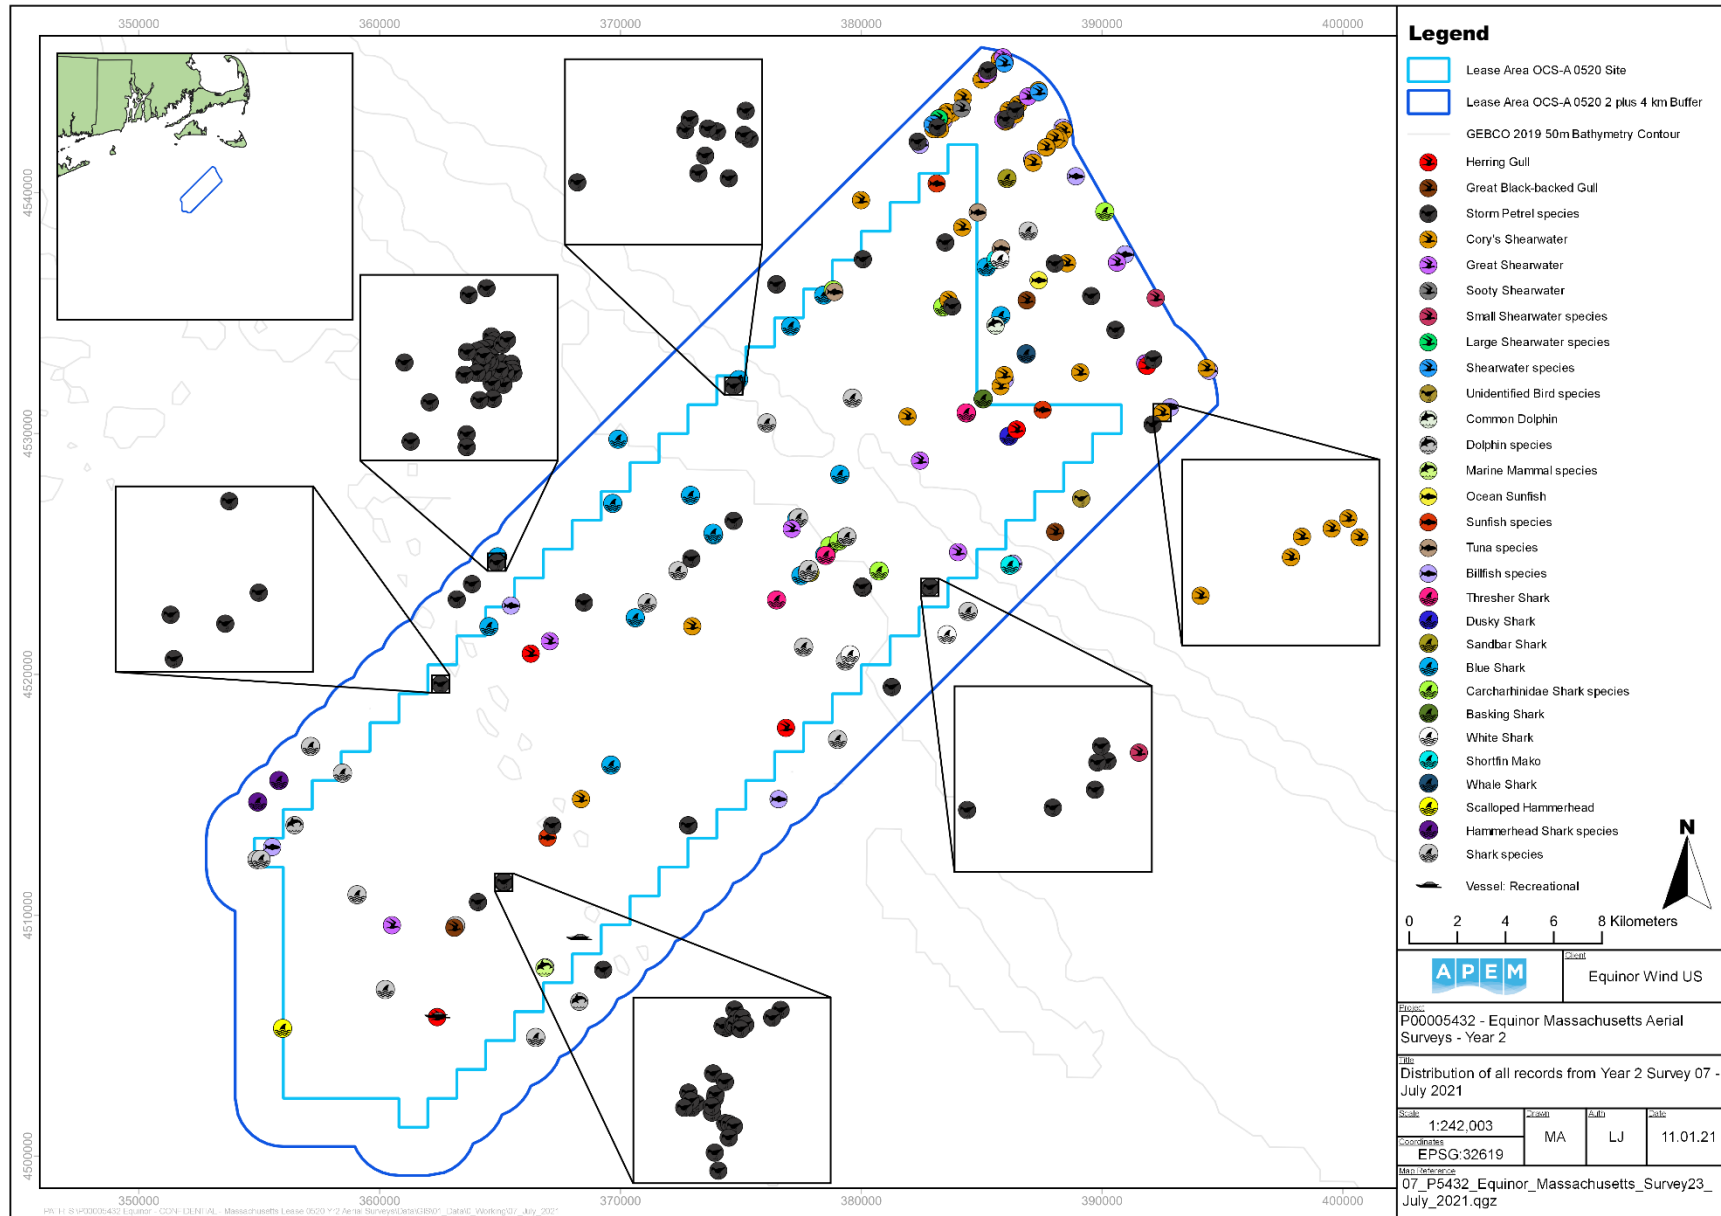 350000 360000 370000 380000 390000 400000
4540000
4530000
4520000
4510000
4500000
350000 360000 370000 380000 390000 400000
Legend
Lease Area OCS-A 0520 Site
Lease Area OCS-A 0520 2 plus 4 km Buffer
GEBCO 2019 50m Bathymetry Contour
Herring Gull
Great Black-backed Gull
Storm Petrel species
Cory's Shearwater
Great Shearwater
Sooty Shearwater
Small Shearwater species
Large Shearwater species
Shearwater species
Unidentified Bird species
Common Dolphin
Dolphin species
Marine Mammal species
Ocean Sunfish
Sunfish species
Tuna species
Billfish species
Thresher Shark
Dusky Shark
Sandbar Shark
Blue Shark
Carcharhinidae Shark species
Basking Shark
White Shark
Shortfin Mako
Whale Shark
Scalloped Hammerhead
Hammerhead Shark species
Shark species
Vessel: Recreational
N
0 2 4 6 8 Kilometers
APEM
Client
Equinor Wind US
Project
P00005432 - Equinor Massachusetts Aerial
Surveys - Year 2
Title
Distribution of all records from Year 2 Survey 07 -
July 2021
Scale
1:242,003
Drawn
MA
Auth
LJ
Date
11.01.21
Coordinates
EPSG:32619
Map Reference
07_P5432_Equinor_Massachusetts_Survey23_
July_2021.qgz